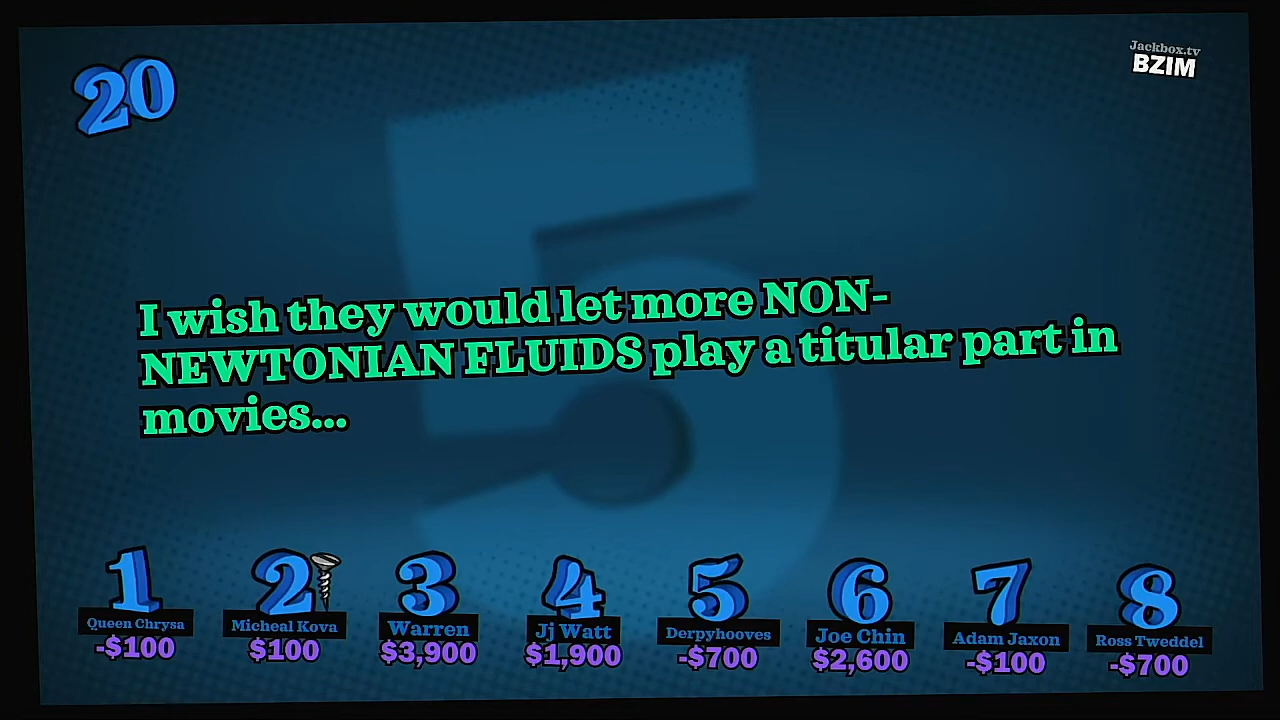 20
Jackbox.tv
BZIM
I wish they would let more NON-
NEWTONIAN FLUIDS play a titular part in
movies...
1 2 3 4 5 6 7 8
Queen Chrysa Micheal Kova Warren Jj Watt Derpyhooves Joe Chin Adam Jaxon Ross Tweddel
-$100 $100 $3,900 $1,900 -$700 $2,600 -$100 -$700
5